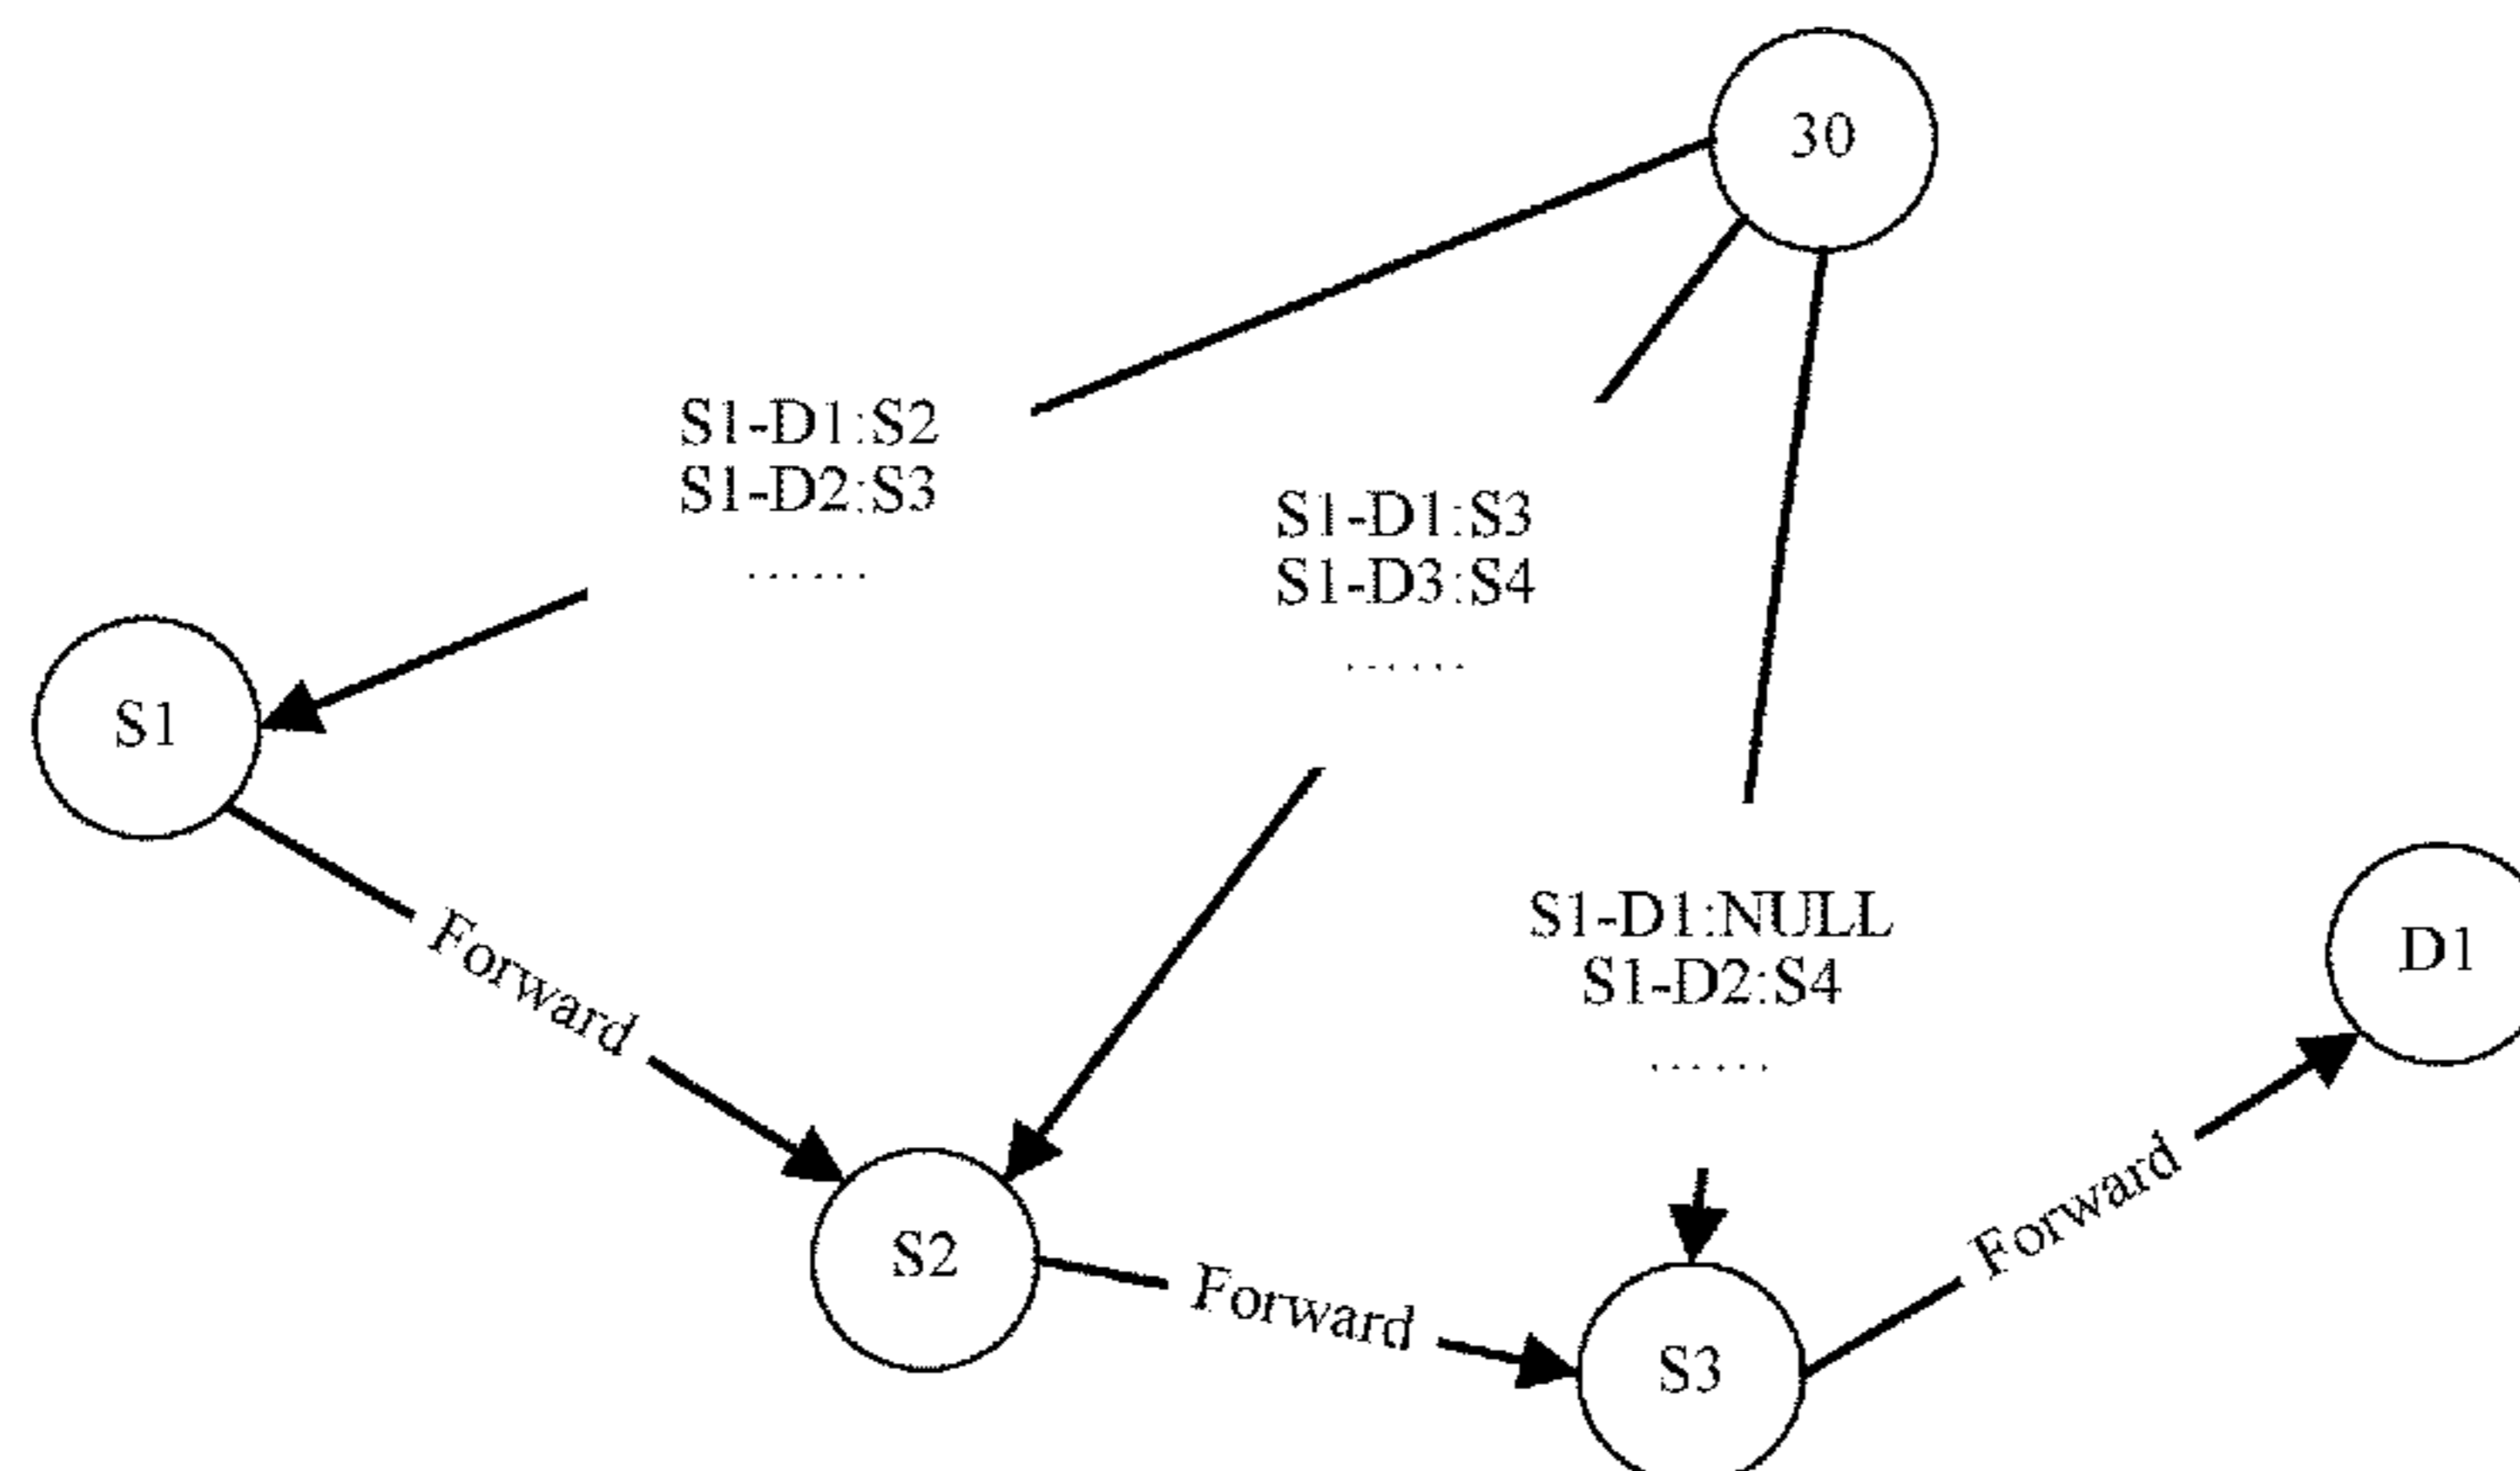 30
S1-D1:S2
S1-D2:S3
......
S1-D1:S3
S1-D3:S4
......
S1
S1-D1:NULL
S1-D2:S4
......
D1
Forward
Forward
Forward
S2
S3